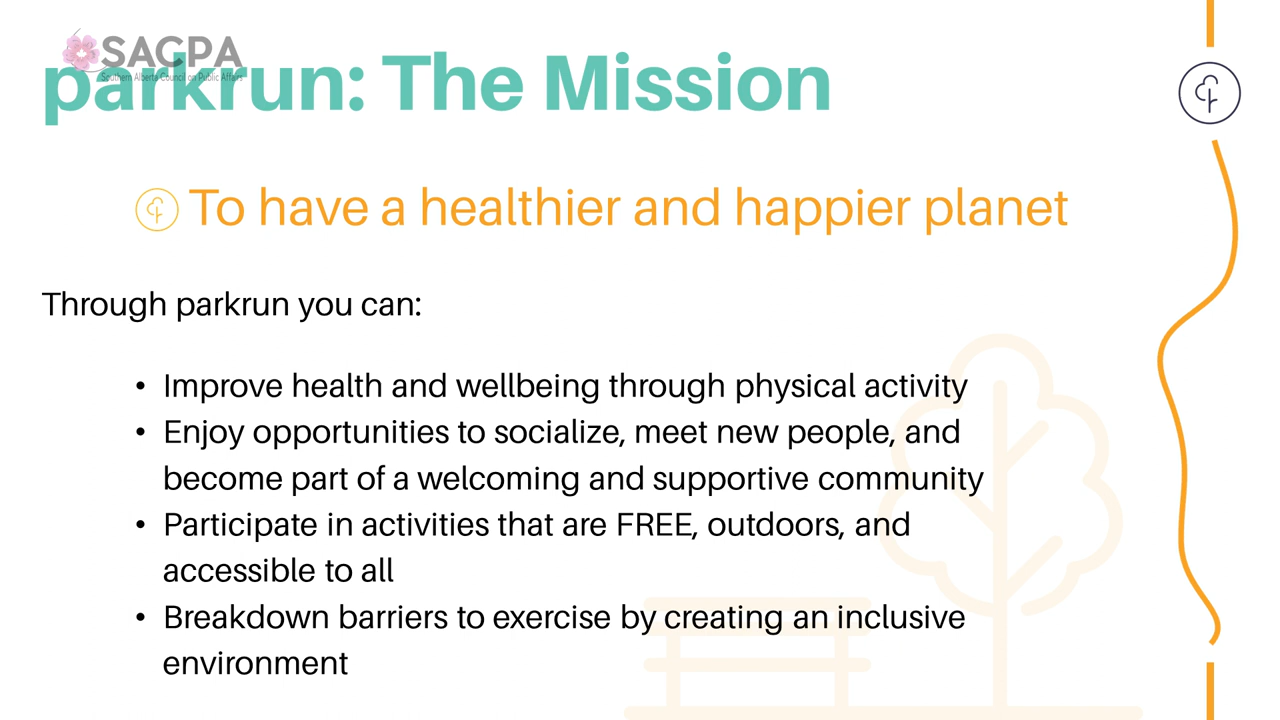 SACPA
Southern Alberta Council on Public Affairs
parkrun: The Mission
To have a healthier and happier planet
Through parkrun you can:
• Improve health and wellbeing through physical activity
• Enjoy opportunities to socialize, meet new people, and
become part of a welcoming and supportive community
• Participate in activities that are FREE, outdoors, and
accessible to all
• Breakdown barriers to exercise by creating an inclusive
environment